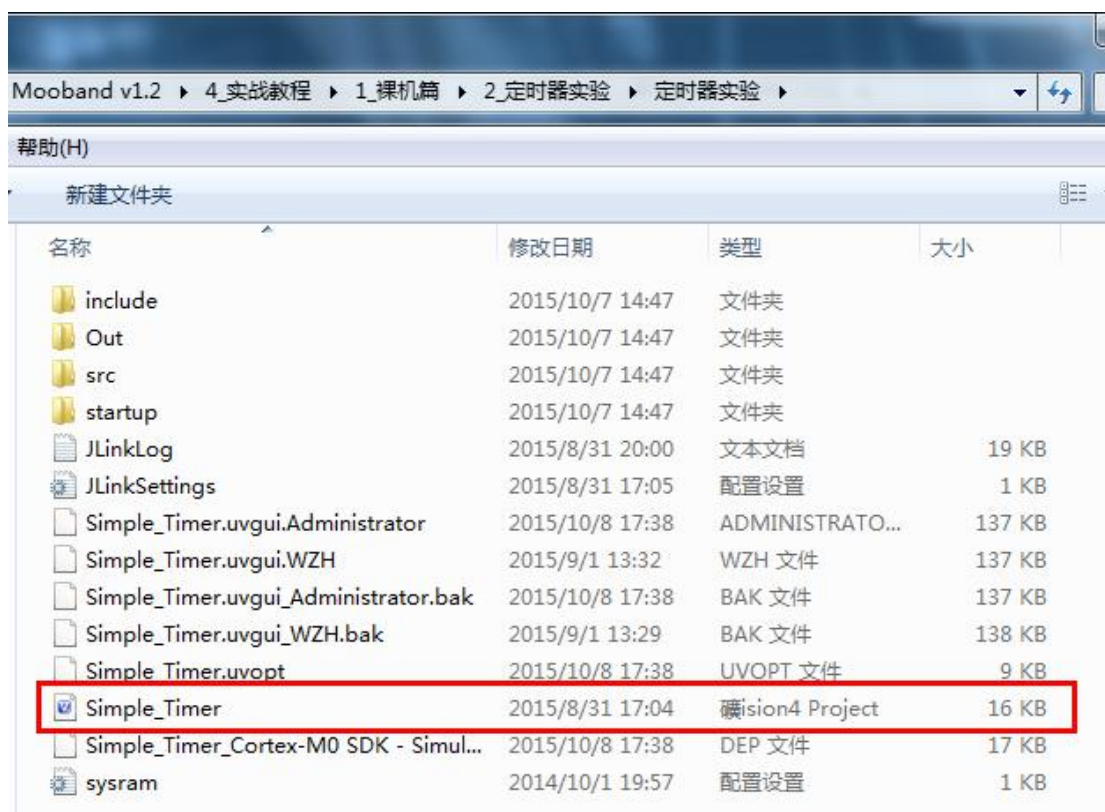 Mooband v1.2 ▸ 4_实战教程 ▸ 1_裸机篇 ▸ 2_定时器实验 ▸ 定时器实验 ▸
帮助(H)
新建文件夹
名称 修改日期 类型 大小
include 2015/10/7 14:47 文件夹
Out 2015/10/7 14:47 文件夹
src 2015/10/7 14:47 文件夹
startup 2015/10/7 14:47 文件夹
JLinkLog 2015/8/31 20:00 文本文档 19 KB
JLinkSettings 2015/8/31 17:05 配置设置 1 KB
Simple_Timer.uvgui.Administrator 2015/10/8 17:38 ADMINISTRATO... 137 KB
Simple_Timer.uvgui.WZH 2015/9/1 13:32 WZH 文件 137 KB
Simple_Timer.uvgui_Administrator.bak 2015/10/8 17:38 BAK 文件 137 KB
Simple_Timer.uvgui_WZH.bak 2015/9/1 13:29 BAK 文件 138 KB
Simple_Timer.uvopt 2015/10/8 17:38 UVOPT 文件 9 KB
Simple_Timer 2015/8/31 17:04 礦ision4 Project 16 KB
Simple_Timer_Cortex-M0 SDK - Simul... 2015/10/8 17:38 DEP 文件 17 KB
sysram 2014/10/1 19:57 配置设置 1 KB